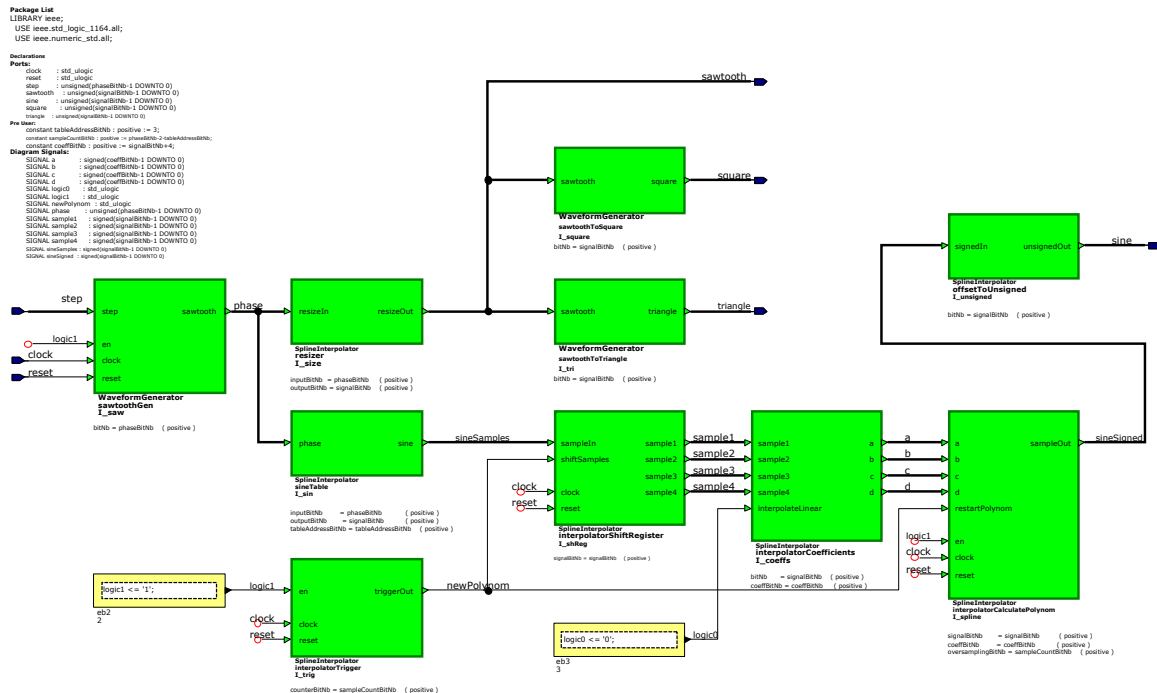 Package List
LIBRARY ieee;
USE ieee.std_logic_1164.all;
USE ieee.numeric_std.all;
Declarations
Ports:
clock : std_ulogic
reset : std_ulogic
step : unsigned(phaseBitNb-1 DOWNTO 0)
sawtooth : unsigned(signalBitNb-1 DOWNTO 0)
sine : unsigned(signalBitNb-1 DOWNTO 0)
square : unsigned(signalBitNb-1 DOWNTO 0)
triangle : unsigned(signalBitNb-1 DOWNTO 0)
Pre User:
constant tableAddressBitNb : positive := 3;
constant sampleCountBitNb : positive := phaseBitNb-2-tableAddressBitNb;
constant coeffBitNb : positive := signalBitNb+4;
Diagram Signals:
SIGNAL a : signed(coeffBitNb-1 DOWNTO 0)
SIGNAL b : signed(coeffBitNb-1 DOWNTO 0)
SIGNAL c : signed(coeffBitNb-1 DOWNTO 0)
SIGNAL d : signed(coeffBitNb-1 DOWNTO 0)
SIGNAL logic0 : std_ulogic
SIGNAL logic1 : std_ulogic
SIGNAL newPolynom : std_ulogic
SIGNAL phase : unsigned(phaseBitNb-1 DOWNTO 0)
SIGNAL sample1 : signed(signalBitNb-1 DOWNTO 0)
SIGNAL sample2 : signed(signalBitNb-1 DOWNTO 0)
SIGNAL sample3 : signed(signalBitNb-1 DOWNTO 0)
SIGNAL sample4 : signed(signalBitNb-1 DOWNTO 0)
SIGNAL sineSamples : signed(signalBitNb-1 DOWNTO 0)
SIGNAL sineSigned : signed(signalBitNb-1 DOWNTO 0)
sawtooth
sawtooth square
square
WaveformGenerator
sawtoothToSquare
I_square
bitNb = signalBitNb ( positive )
signedIn unsignedOut
sine
SplineInterpolator
offsetToUnsigned
I_unsigned
bitNb = signalBitNb ( positive )
step
logic1
clock
reset
step sawtooth
en
clock
reset
WaveformGenerator
sawtoothGen
I_saw
bitNb = phaseBitNb ( positive )
phase
resizeIn resizeOut
SplineInterpolator
resizer
I_size
inputBitNb = phaseBitNb ( positive )
outputBitNb = signalBitNb ( positive )
sawtooth triangle
triangle
WaveformGenerator
sawtoothToTriangle
I_tri
bitNb = signalBitNb ( positive )
phase sine
sineSamples
SplineInterpolator
sineTable
I_sin
inputBitNb = phaseBitNb ( positive )
outputBitNb = signalBitNb ( positive )
tableAddressBitNb = tableAddressBitNb ( positive )
sampleIn sample1
shiftSamples sample2
sample3
clock sample4
reset
clock
reset
SplineInterpolator
interpolatorShiftRegister
I_shReg
signalBitNb = signalBitNb ( positive )
sample1
sample2
sample3
sample4
sample1 a
sample2 b
sample3 c
sample4 d
interpolateLinear
SplineInterpolator
interpolatorCoefficients
I_coeffs
bitNb = signalBitNb ( positive )
coeffBitNb = coeffBitNb ( positive )
a
b
c
d
a sampleOut
b
c
d
restartPolynom
en
clock
reset
logic1
clock
reset
sineSigned
SplineInterpolator
interpolatorCalculatePolynom
I_spline
signalBitNb = signalBitNb ( positive )
coeffBitNb = coeffBitNb ( positive )
oversamplingBitNb = sampleCountBitNb ( positive )
logic1 <= '1';
eb2
2
logic1
clock
reset
en triggerOut
clock
reset
newPolynom
SplineInterpolator
interpolatorTrigger
I_trig
counterBitNb = sampleCountBitNb ( positive )
logic0 <= '0';
eb3
3
logic0